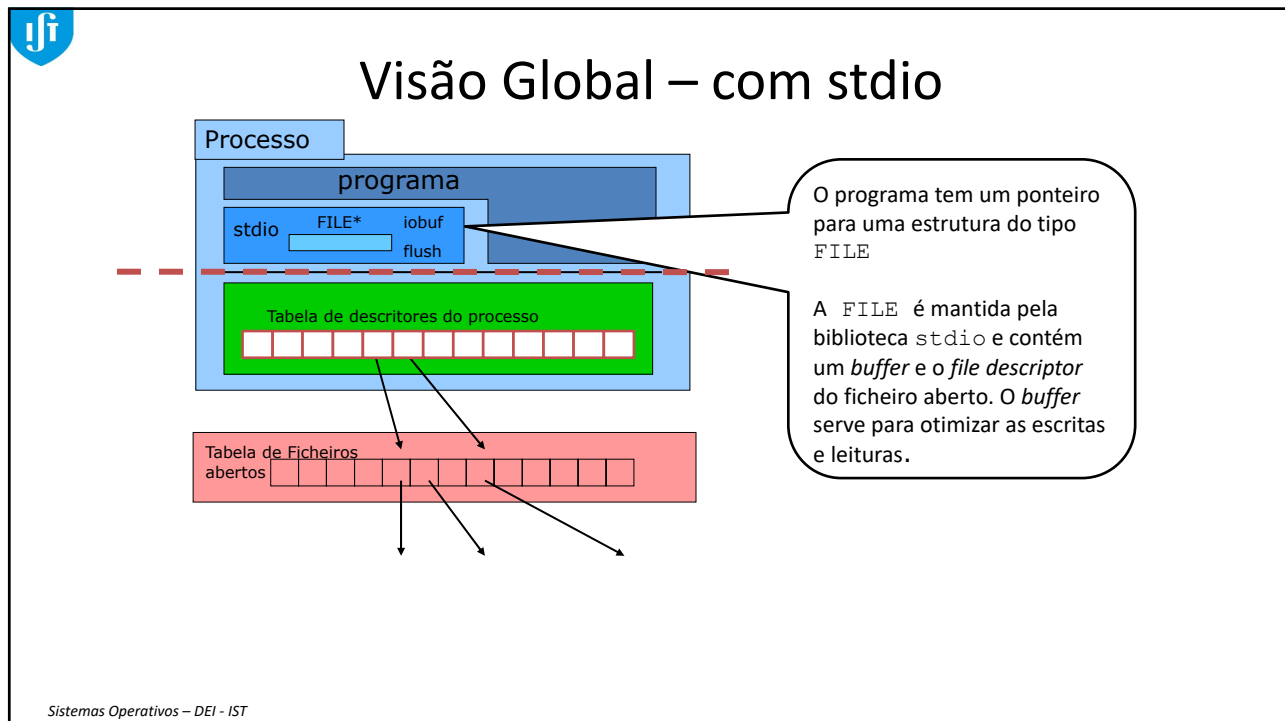 IST
Visão Global – com stdio
Processo
programa
stdio
FILE*
iobuf
flush
Tabela de descritores do processo
Tabela de Ficheiros
abertos
O programa tem um ponteiro
para uma estrutura do tipo
FILE
A FILE é mantida pela
biblioteca stdio e contém
um buffer e o file descriptor
do ficheiro aberto. O buffer
serve para otimizar as escritas
e leituras.
Sistemas Operativos – DEI - IST